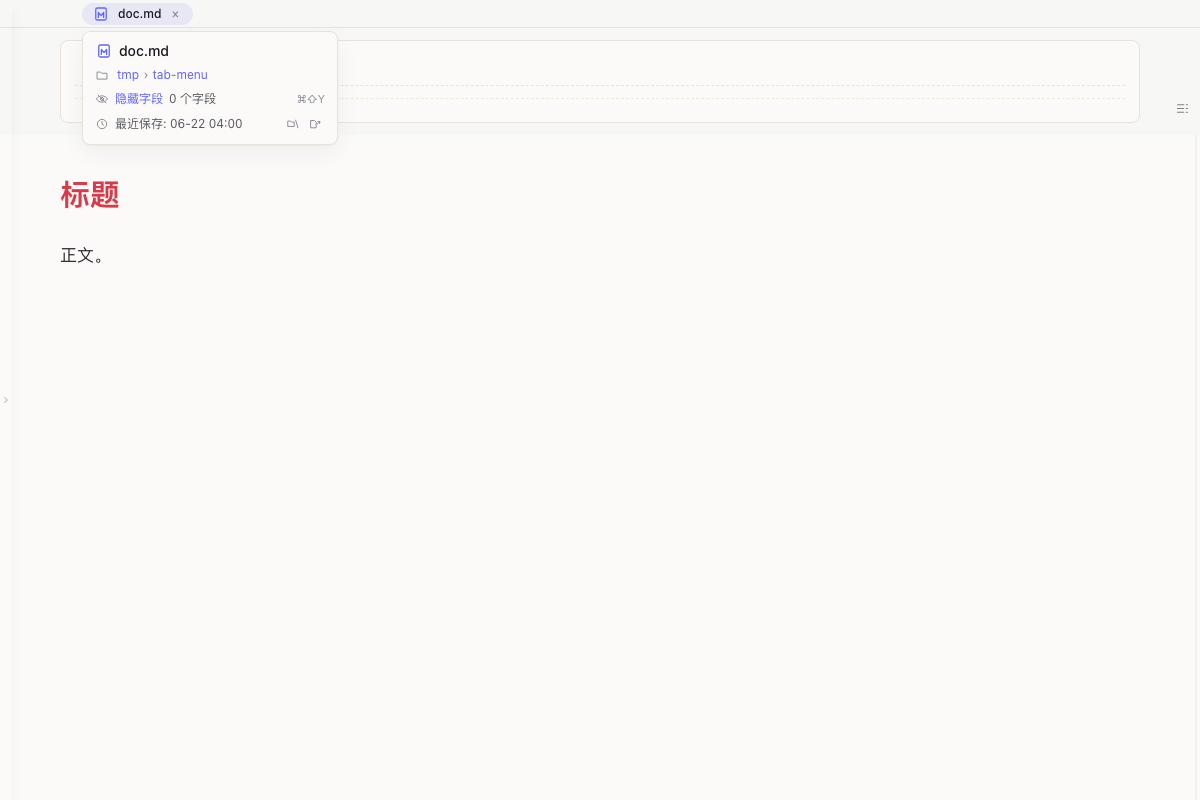 doc.md ×
doc.md
tmp › tab-menu
隐藏字段 0 个字段 ⌘⇧Y
最近保存: 06-22 04:00
标题
正文。